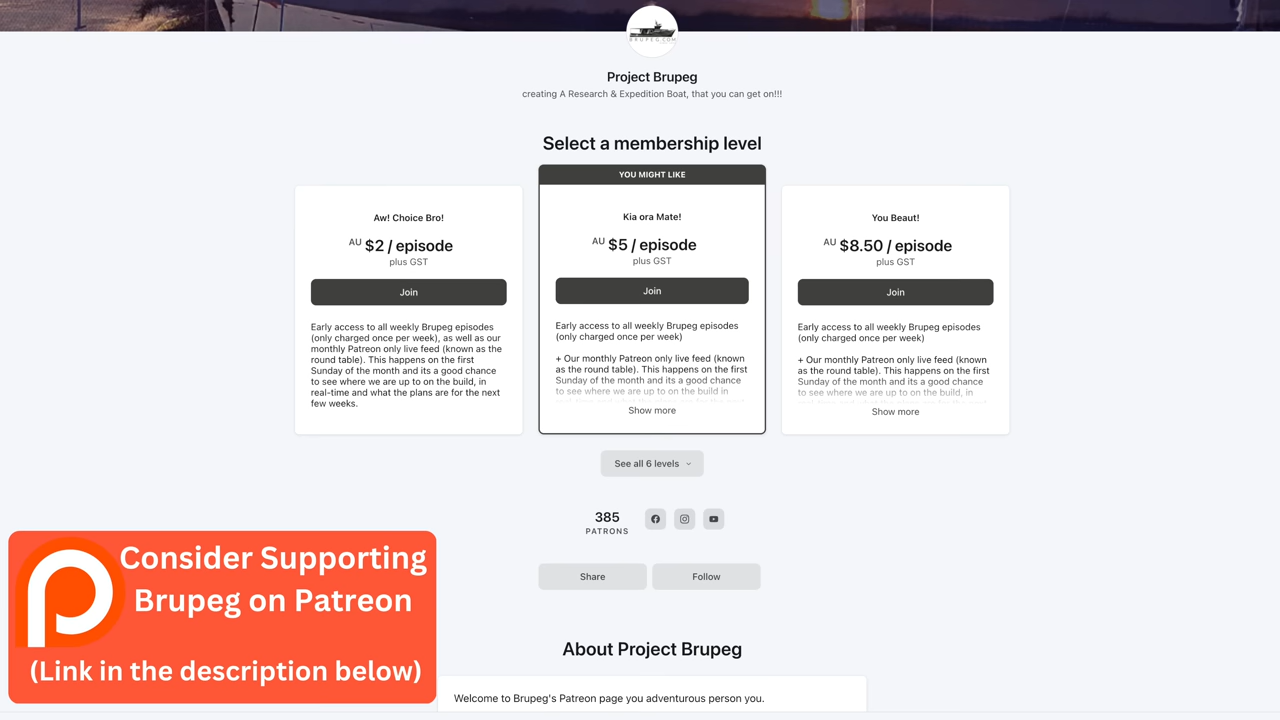 BRUPEG.COM
Project Brupeg
creating A Research & Expedition Boat, that you can get on!!!
Select a membership level
Aw! Choice Bro!
AU $2 / episode
plus GST
Join
Early access to all weekly Brupeg episodes
(only charged once per week), as well as our
monthly Patreon only live feed (known as the
round table). This happens on the first
Sunday of the month and its a good chance
to see where we are up to on the build, in
real-time and what the plans are for the next
few weeks.
YOU MIGHT LIKE
Kia ora Mate!
AU $5 / episode
plus GST
Join
Early access to all weekly Brupeg episodes
(only charged once per week)
+ Our monthly Patreon only live feed (known
as the round table). This happens on the first
Sunday of the month and its a good chance
to see where we are up to on the build in
Show more
You Beaut!
AU $8.50 / episode
plus GST
Join
Early access to all weekly Brupeg episodes
(only charged once per week)
+ Our monthly Patreon only live feed (known
as the round table). This happens on the first
Sunday of the month and its a good chance
to see where we are up to on the build, in
Show more
See all 6 levels
385
PATRONS
Share
Follow
Consider Supporting
Brupeg on Patreon
(Link in the description below)
About Project Brupeg
Welcome to Brupeg's Patreon page you adventurous person you.